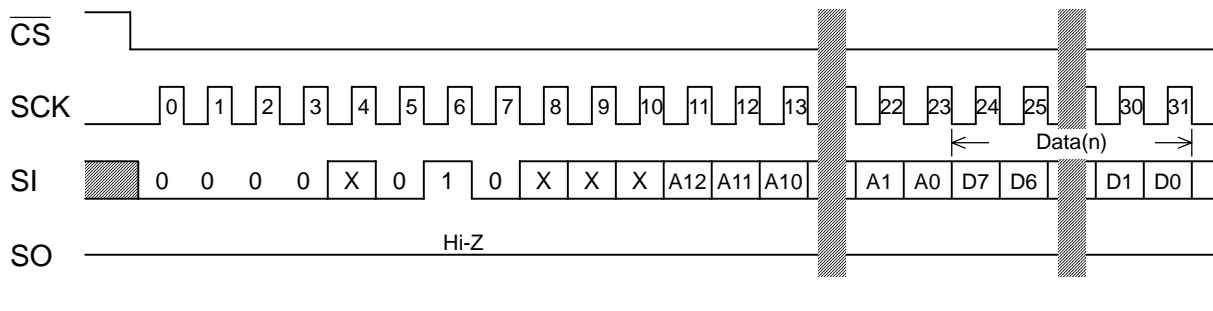 CS
SCK 0 1 2 3 4 5 6 7 8 9 10 11 12 13 22 23 24 25 30 31
Data(n)
SI 0 0 0 0 X 0 1 0 X X X A12 A11 A10 A1 A0 D7 D6 D1 D0
Hi-Z
SO